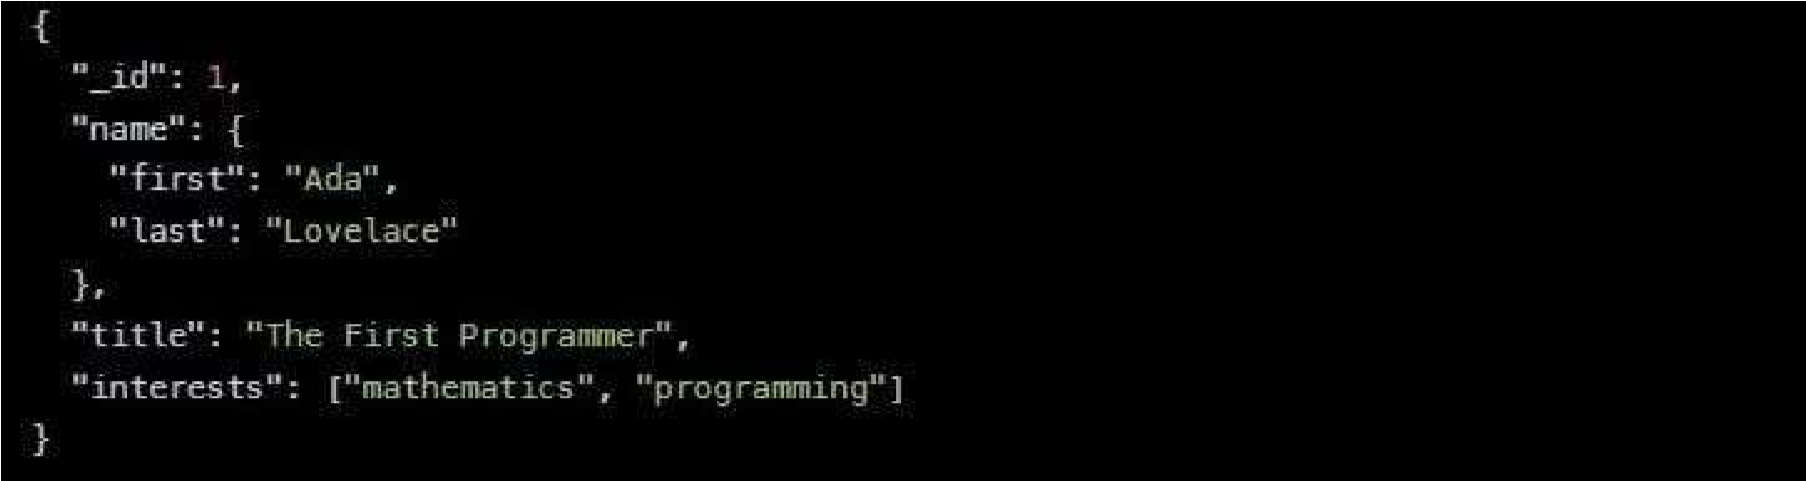 {
  "_id": 1,
  "name": {
    "first": "Ada",
    "last": "Lovelace"
  },
  "title": "The First Programmer",
  "interests": ["mathematics", "programming"]
}